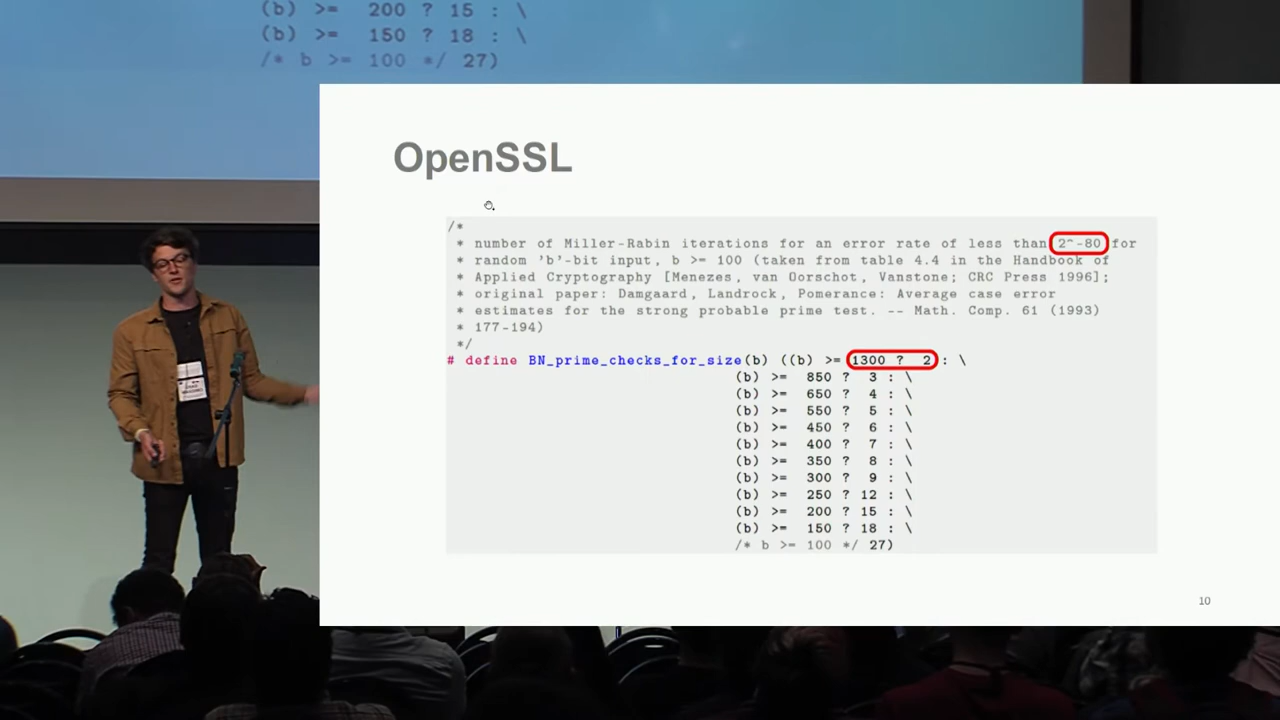 (b) >= 200 ? 15 : \
(b) >= 150 ? 18 : \
/* b >= 100 */ 27)
OpenSSL
/*
* number of Miller-Rabin iterations for an error rate of less than 2^-80 for
* random 'b'-bit input, b >= 100 (taken from table 4.4 in the Handbook of
* Applied Cryptography [Menezes, van Oorschot, Vanstone; CRC Press 1996];
* original paper: Damgaard, Landrock, Pomerance: Average case error
* estimates for the strong probable prime test. -- Math. Comp. 61 (1993)
* 177-194)
*/
# define BN_prime_checks_for_size(b) ((b) >= 1300 ? 2 : \
(b) >= 850 ? 3 : \
(b) >= 650 ? 4 : \
(b) >= 550 ? 5 : \
(b) >= 450 ? 6 : \
(b) >= 400 ? 7 : \
(b) >= 350 ? 8 : \
(b) >= 300 ? 9 : \
(b) >= 250 ? 12 : \
(b) >= 200 ? 15 : \
(b) >= 150 ? 18 : \
/* b >= 100 */ 27)
10